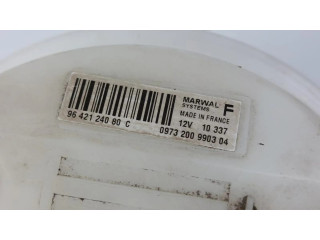 MARWAL F
SYSTEMS
MADE IN FRANCE
96 421 240 80 C 12V 10 337
0973 200 9903 04